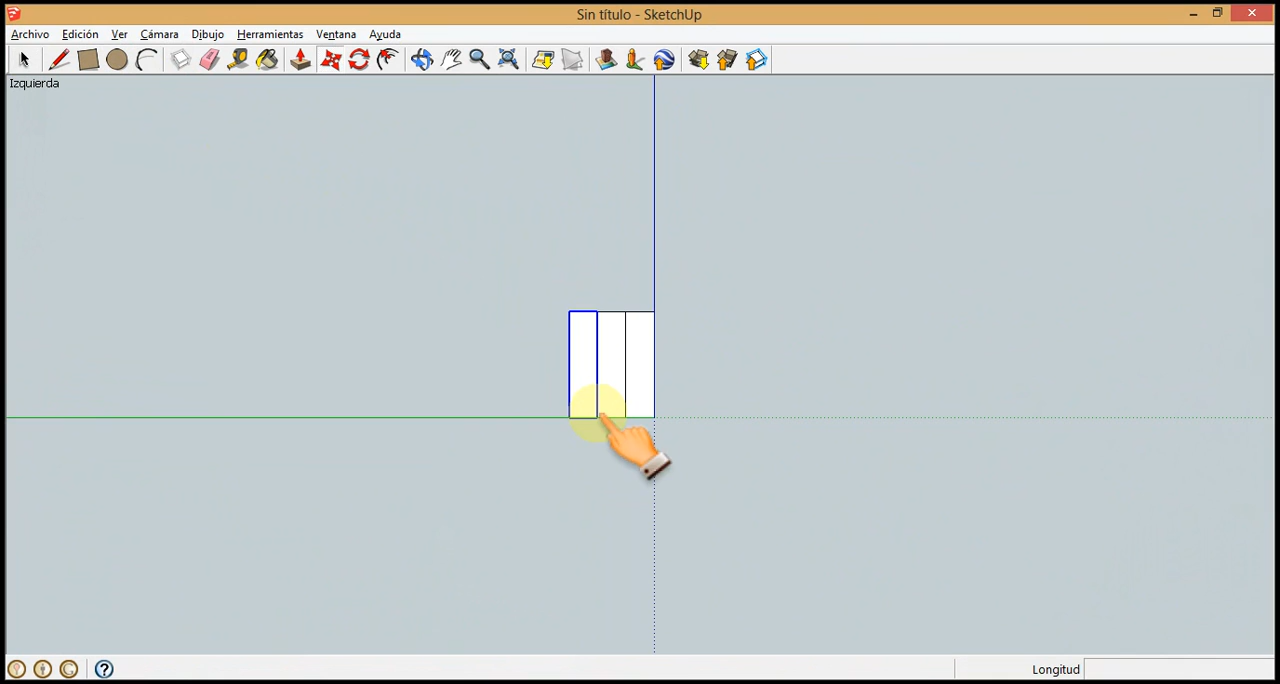 Sin título - SketchUp
Archivo Edición Ver Cámara Dibujo Herramientas Ventana Ayuda
Izquierda
Longitud